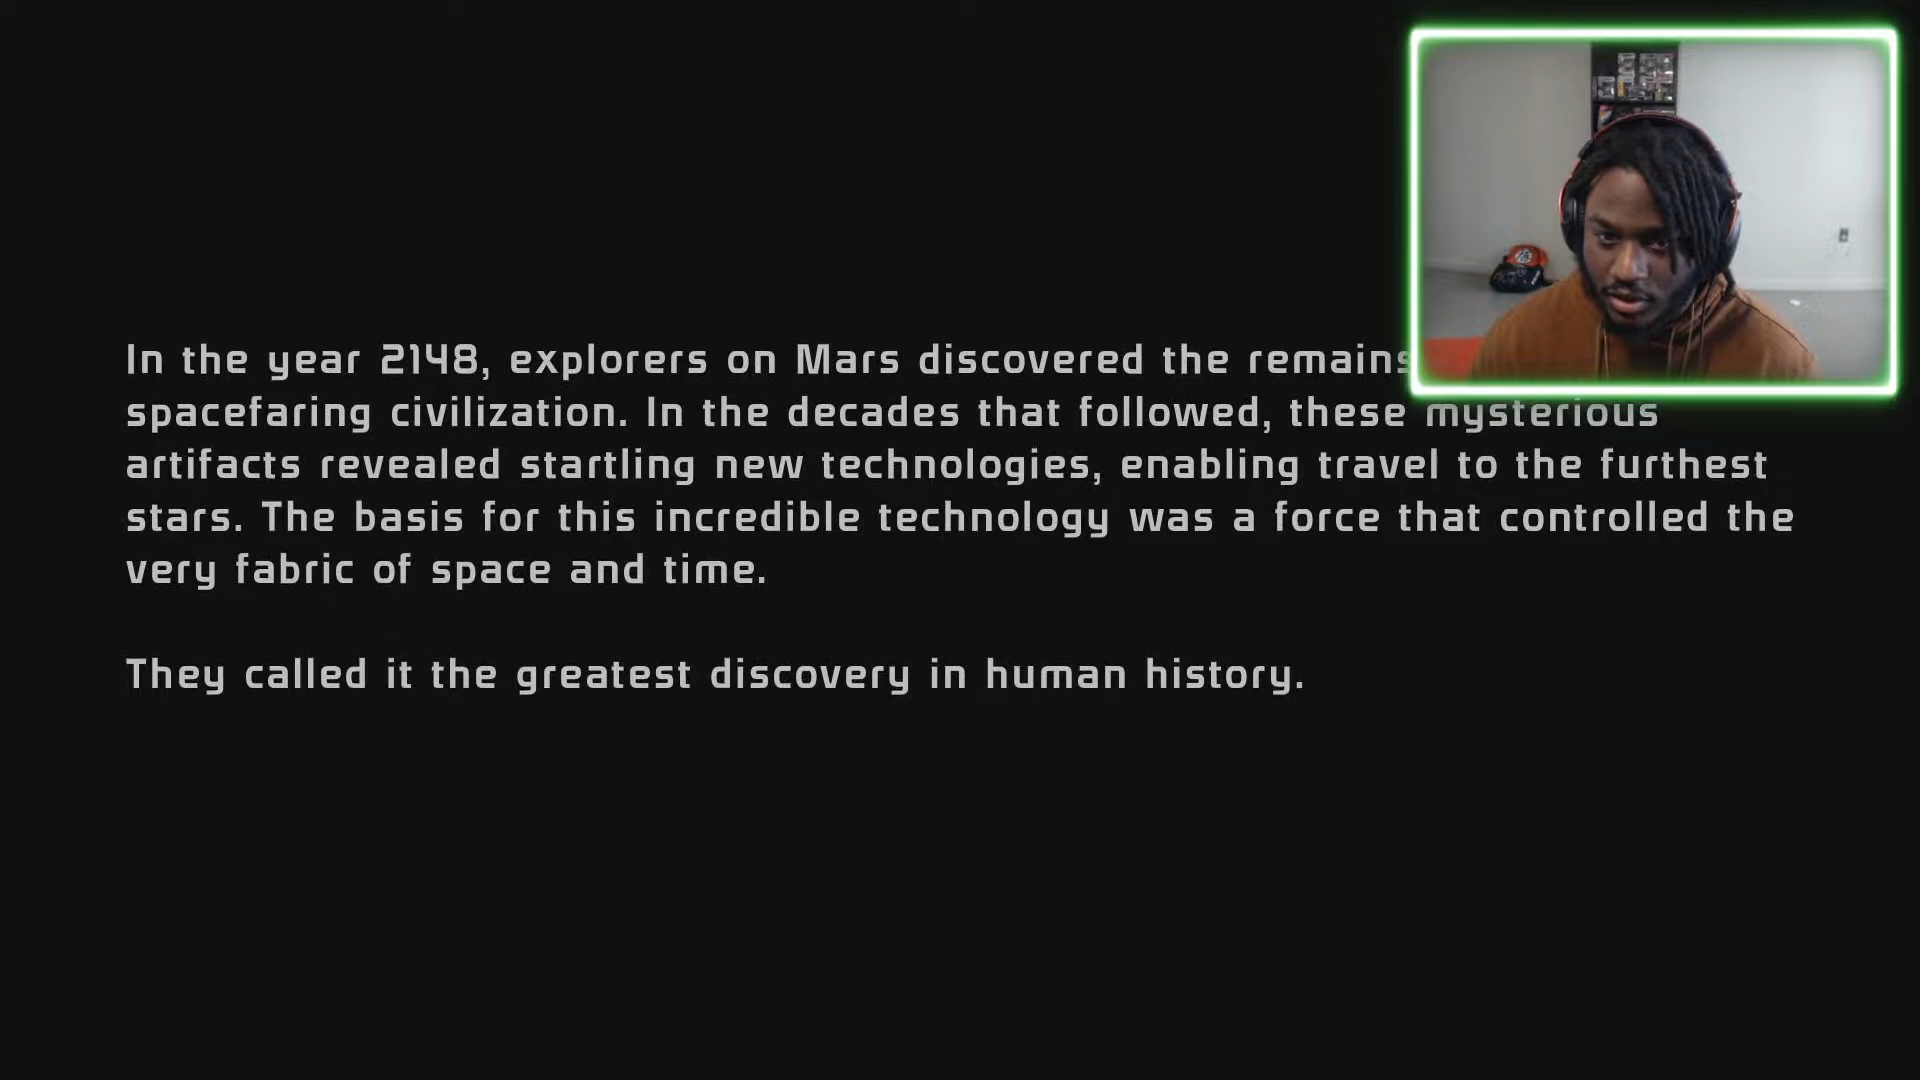 In the year 2148, explorers on Mars discovered the remains
spacefaring civilization. In the decades that followed, these mysterious
artifacts revealed startling new technologies, enabling travel to the furthest
stars. The basis for this incredible technology was a force that controlled the
very fabric of space and time.
They called it the greatest discovery in human history.